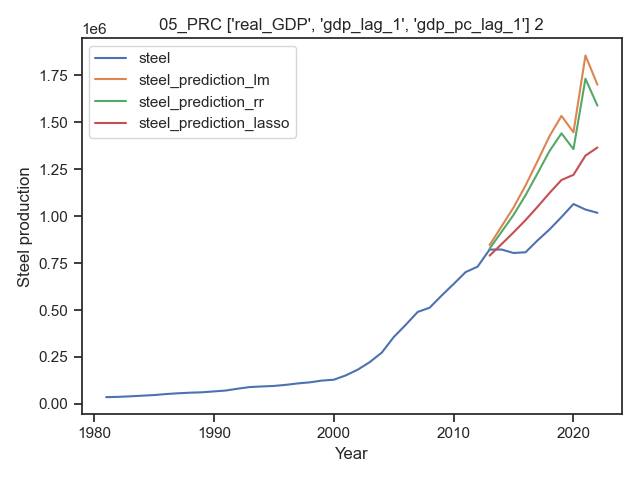 05_PRC ['real_GDP', 'gdp_lag_1', 'gdp_pc_lag_1'] 2
1e6
steel
steel_prediction_lm
steel_prediction_rr
steel_prediction_lasso
Steel production
1.75
1.50
1.25
1.00
0.75
0.50
0.25
0.00
1980
1990
2000
2010
2020
Year